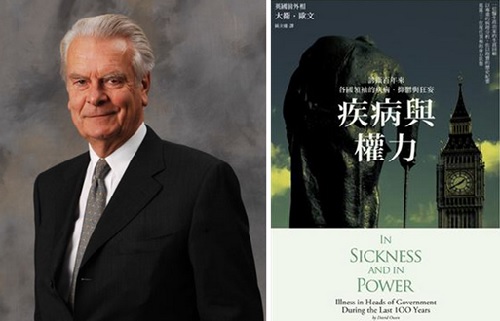 英國前外相
大衛·歐文
診斷百年來
各國領袖的疾病、抑鬱與狂妄
疾病與
權力
IN
SICKNESS
AND IN
POWER
Illness in Heads of Government
During the Last 100 Years
by David Owen